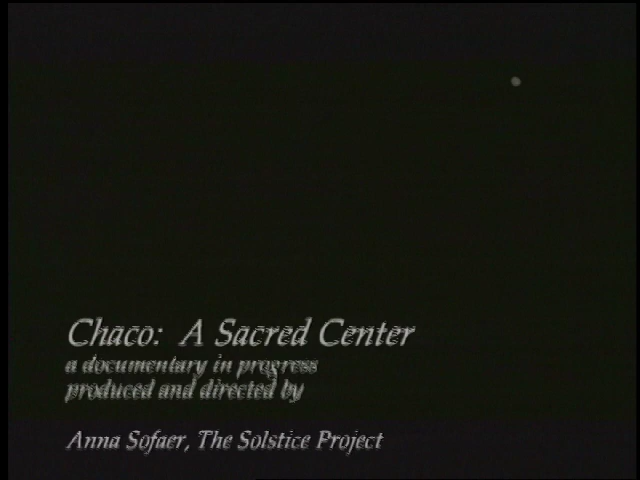 Chaco: A Sacred Center
a documentary in progress
produced and directed by
Anna Sofaer, The Solstice Project